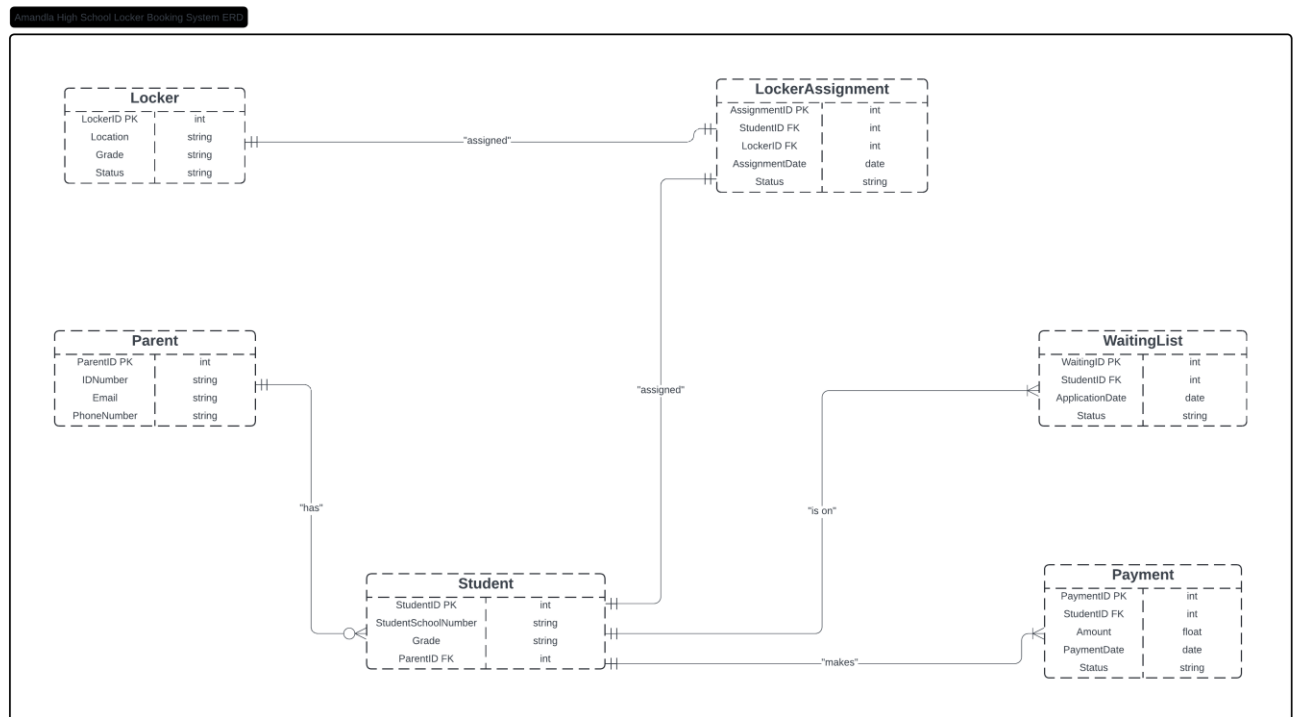 Amandla High School Locker Booking System ERD
Locker
LockerID PK int
Location string
Grade string
Status string
"assigned"
LockerAssignment
AssignmentID PK int
StudentID FK int
LockerID FK int
AssignmentDate date
Status string
Parent
ParentID PK int
IDNumber string
Email string
PhoneNumber string
"assigned"
WaitingList
WaitingID PK int
StudentID FK int
ApplicationDate date
Status string
"has"
"is on"
Student
StudentID PK int
StudentSchoolNumber string
Grade string
ParentID FK int
"makes"
Payment
PaymentID PK int
StudentID FK int
Amount float
PaymentDate date
Status string